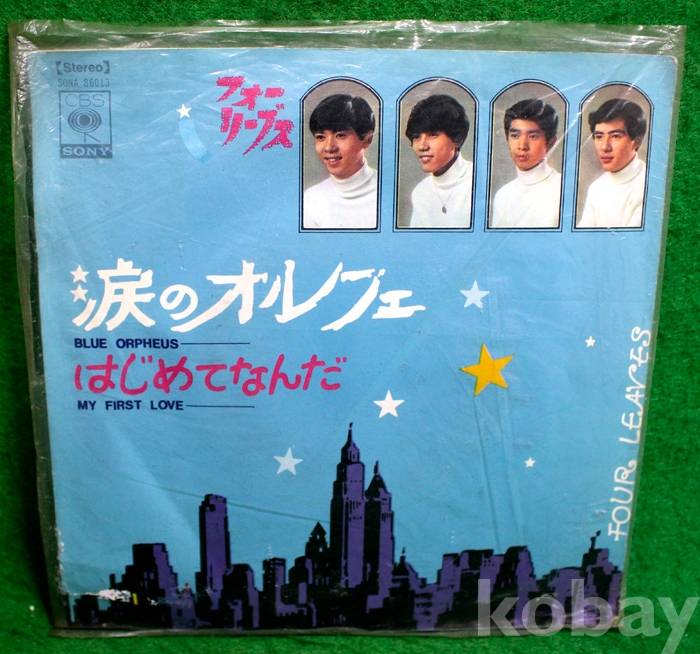 【Stereo】
SONA 86013
CBS
SONY
フォー
リーブス
涙のオルフェ
BLUE ORPHEUS
はじめてなんだ
MY FIRST LOVE
FOUR LEAVES
kobay